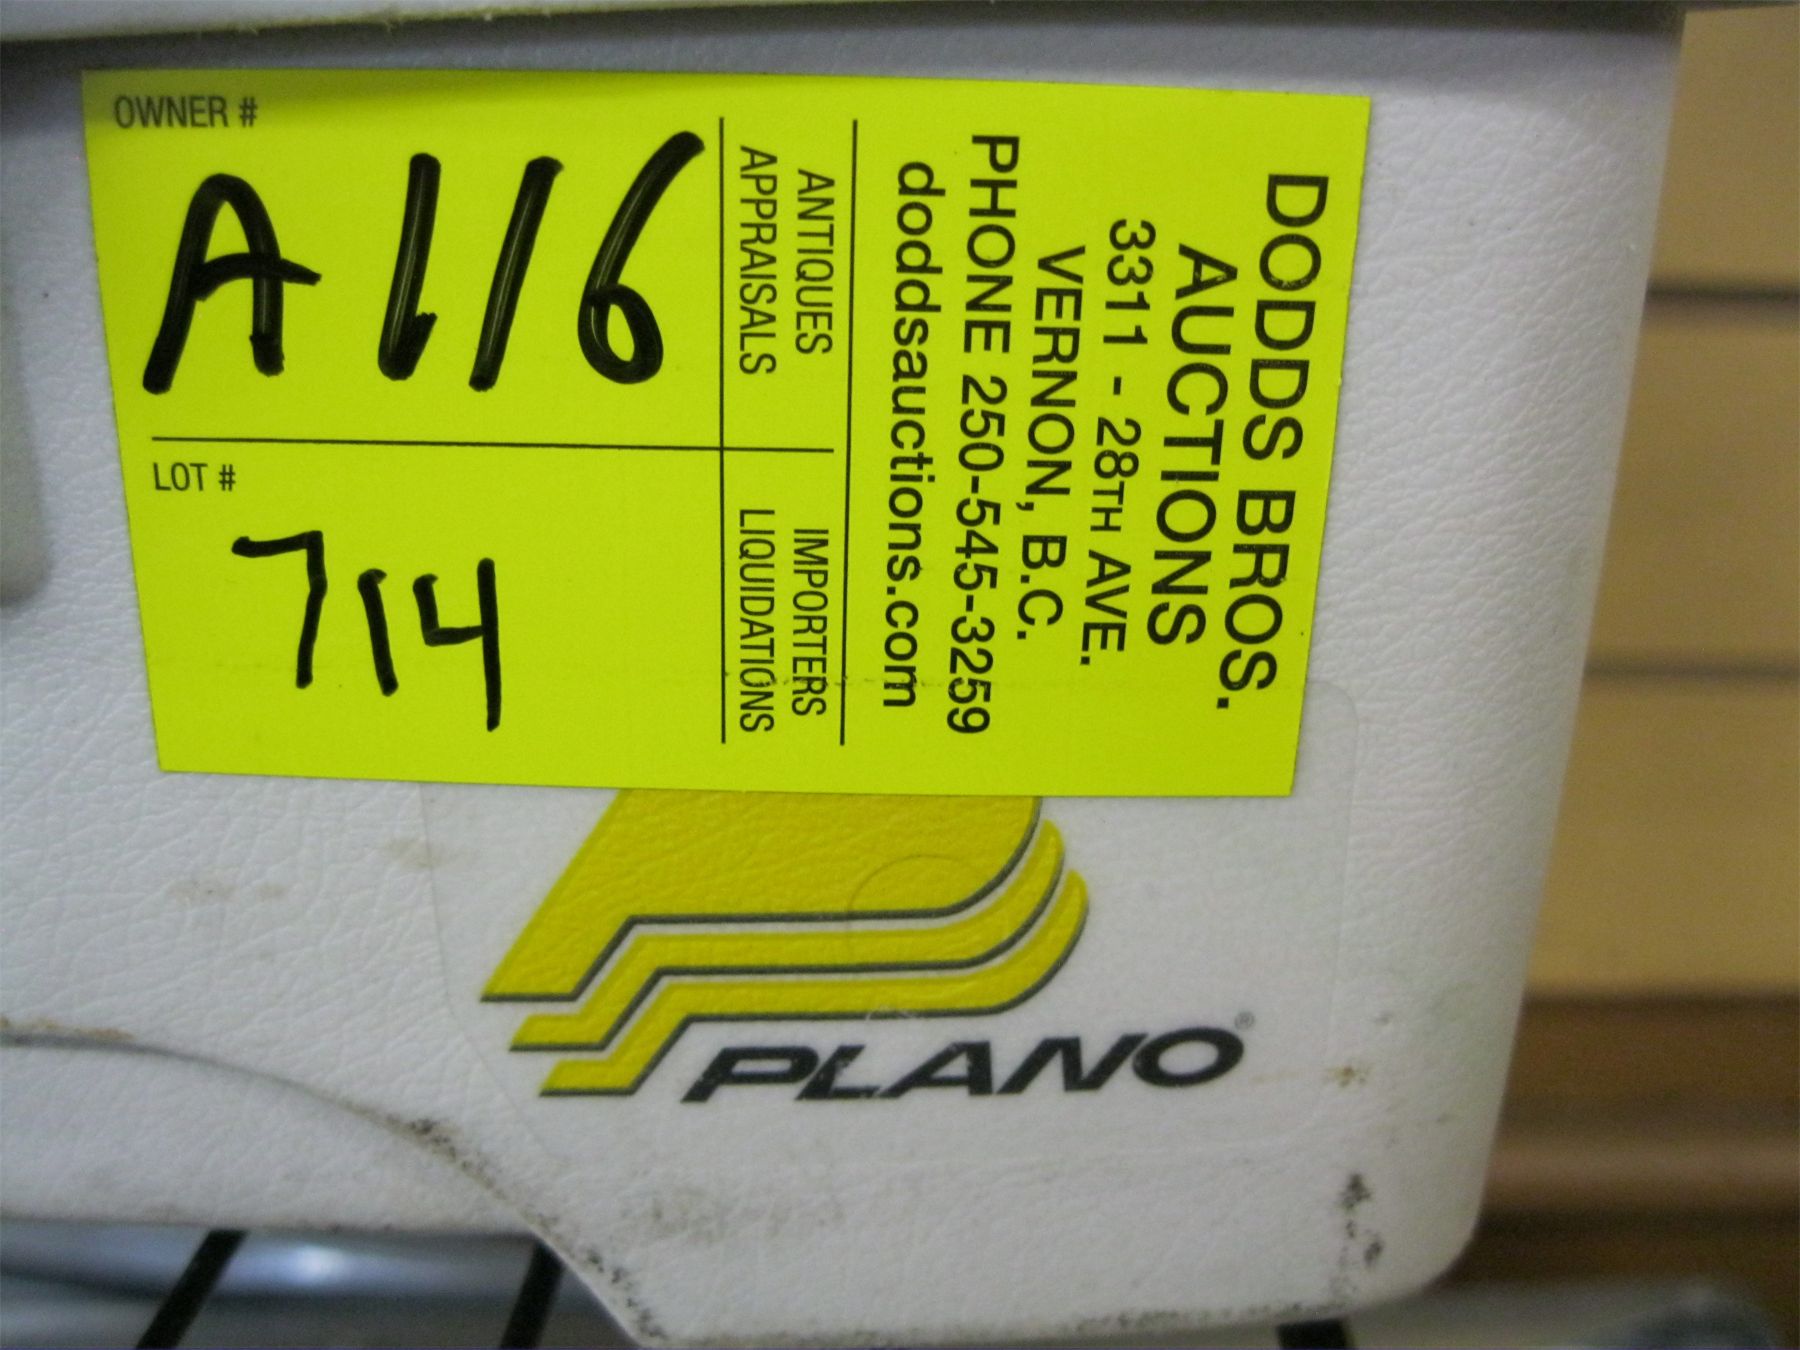 OWNER #
A116
LOT #
714
ANTIQUES
APPRAISALS
IMPORTERS
LIQUIDATIONS
DODDS BROS.
AUCTIONS
3311 - 28TH AVE.
VERNON, B.C.
PHONE 250-545-3259
doddsauctions.com
PLANO®